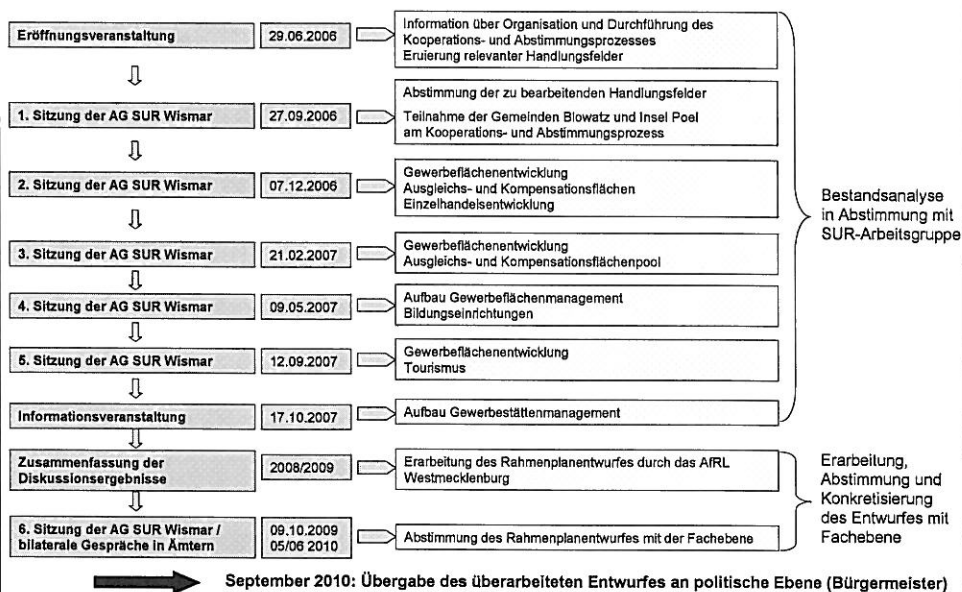 Eröffnungsveranstaltung
29.06.2006
Information über Organisation und Durchführung des
Kooperations- und Abstimmungsprozesses
Eruierung relevanter Handlungsfelder
1. Sitzung der AG SUR Wismar
27.09.2006
Abstimmung der zu bearbeitenden Handlungsfelder
Teilnahme der Gemeinden Blowatz und Insel Poel
am Kooperations- und Abstimmungsprozess
2. Sitzung der AG SUR Wismar
07.12.2006
Gewerbeflächenentwicklung
Ausgleichs- und Kompensationsflächen
Einzelhandelsentwicklung
3. Sitzung der AG SUR Wismar
21.02.2007
Gewerbeflächenentwicklung
Ausgleichs- und Kompensationsflächenpool
4. Sitzung der AG SUR Wismar
09.05.2007
Aufbau Gewerbeflächenmanagement
Bildungseinrichtungen
5. Sitzung der AG SUR Wismar
12.09.2007
Gewerbeflächenentwicklung
Tourismus
Informationsveranstaltung
17.10.2007
Aufbau Gewerbestättenmanagement
Bestandsanalyse
in Abstimmung mit
SUR-Arbeitsgruppe
Zusammenfassung der
Diskussionsergebnisse
2008/2009
Erarbeitung des Rahmenplanentwurfes durch das AfRL
Westmecklenburg
6. Sitzung der AG SUR Wismar /
bilaterale Gespräche in Ämtern
09.10.2009
05/06 2010
Abstimmung des Rahmenplanentwurfes mit der Fachebene
Erarbeitung,
Abstimmung und
Konkretisierung
des Entwurfes mit
Fachebene
September 2010: Übergabe des überarbeiteten Entwurfes an politische Ebene (Bürgermeister)